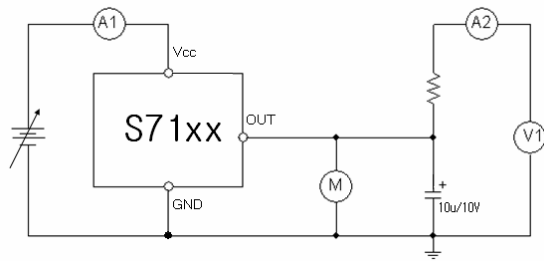 A1
A2
Vcc
S71xx
OUT
V1
M
+
10u/10V
GND